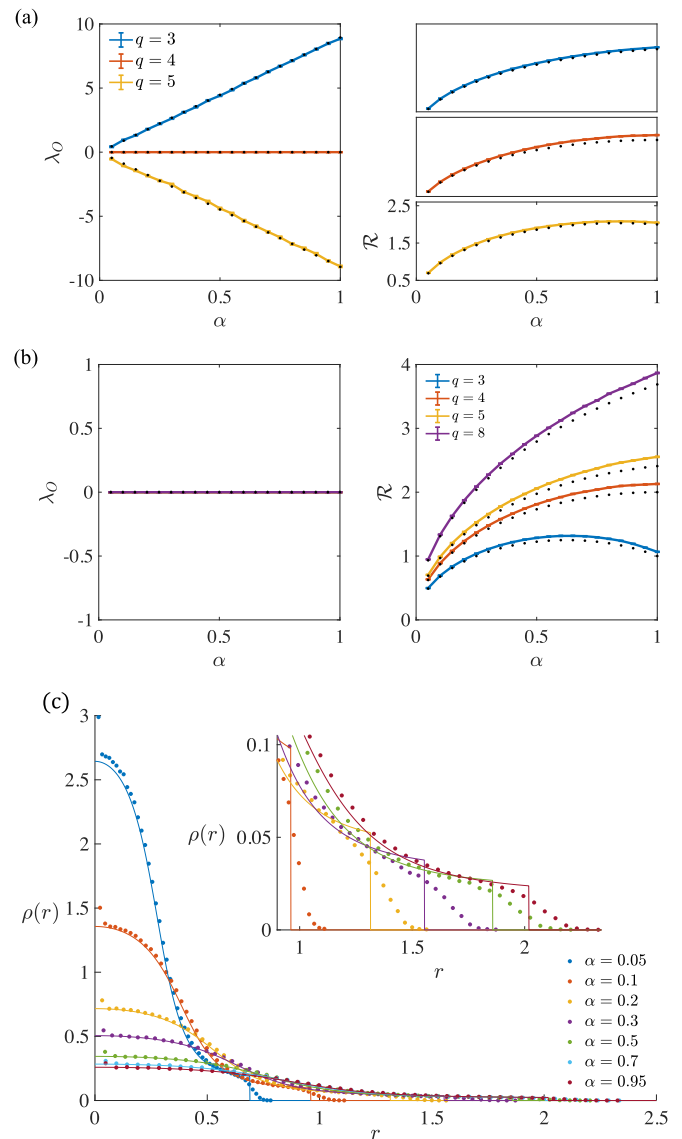 (a)
10
5
0
-5
-10
λ_O
q = 3
q = 4
q = 5
0 0.5 1
α
2.5
1.5
0.5
R
0 0.5 1
α
(b)
1
0.5
0
-0.5
-1
λ_O
0 0.5 1
α
4
3
2
1
0
R
q = 3
q = 4
q = 5
q = 8
0 0.5 1
α
(c)
3
2.5
2
1.5
1
0.5
0
ρ(r)
0 0.5 1 1.5 2 2.5
r
0.1
0.05
0
ρ(r)
1 1.5 2
r
α = 0.05
α = 0.1
α = 0.2
α = 0.3
α = 0.5
α = 0.7
α = 0.95